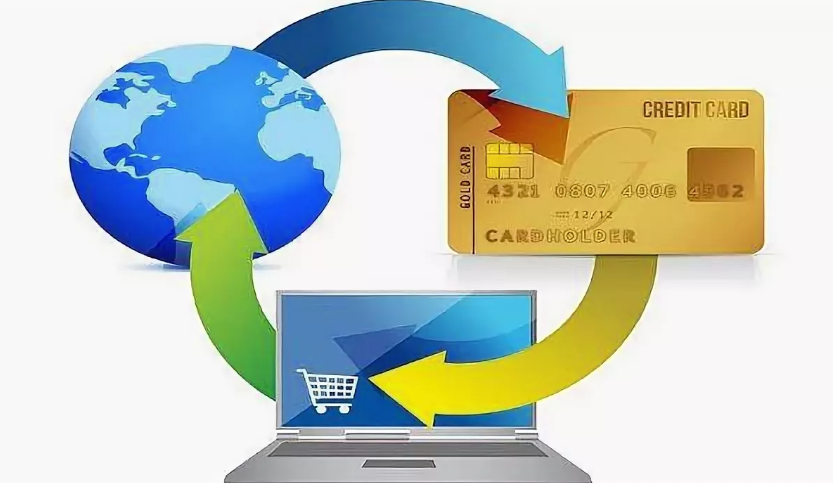 CREDIT CARD
GOLD CARD
4321 0807 4006
12/12
CARDHOLDER